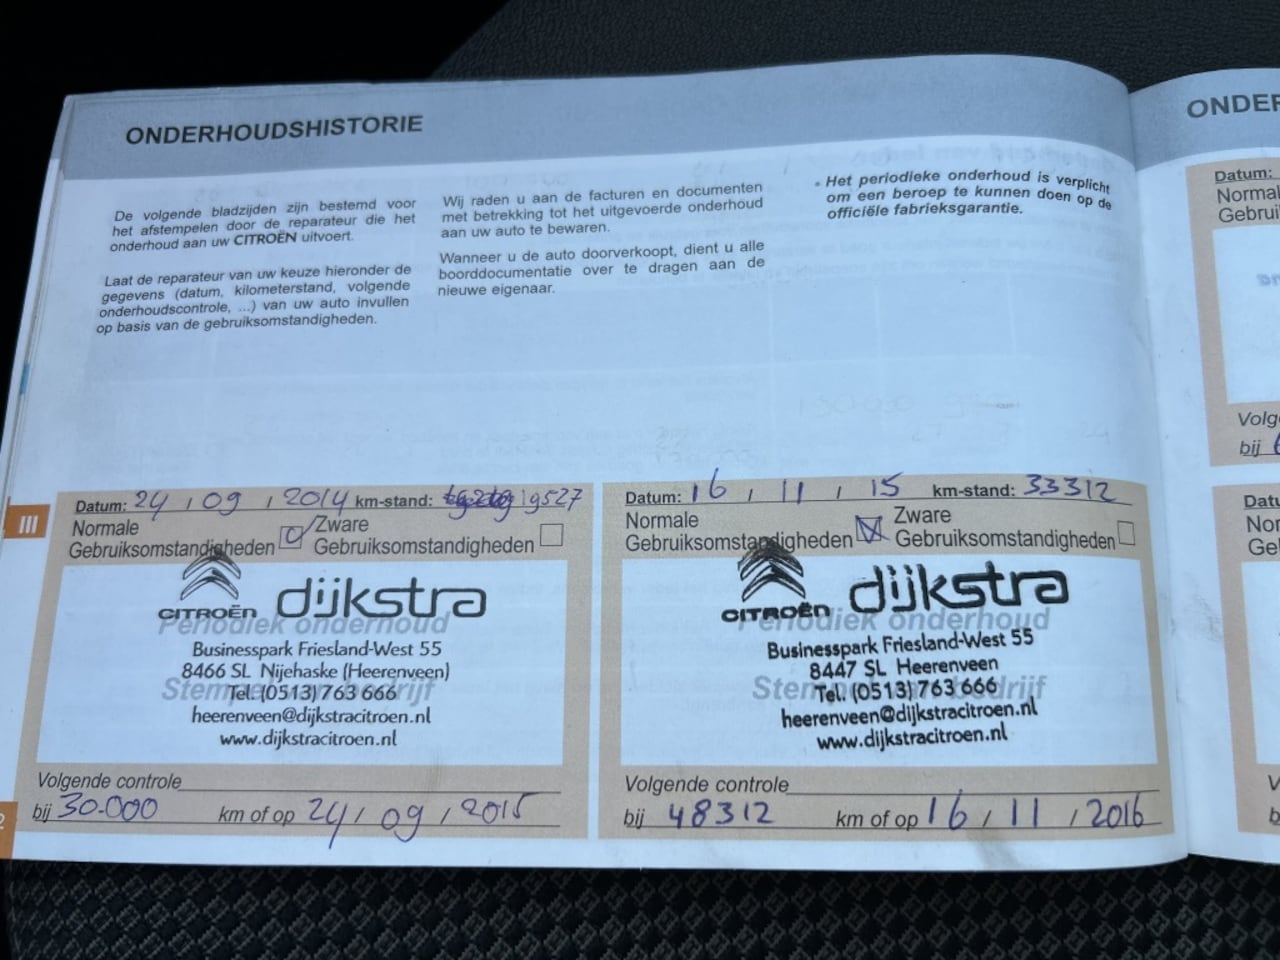 ONDERHOUDSHISTORIE
De volgende bladzijden zijn bestemd voor
het afstempelen door de reparateur die het
onderhoud aan uw CITROËN uitvoert.
Laat de reparateur van uw keuze hieronder de
gegevens (datum, kilometerstand, volgende
onderhoudscontrole, ...) van uw auto invullen
op basis van de gebruiksomstandigheden.
Wij raden u aan de facturen en documenten
met betrekking tot het uitgevoerde onderhoud
aan uw auto te bewaren.
Wanneer u de auto doorverkoopt, dient u alle
boorddocumentatie over te dragen aan de
nieuwe eigenaar.
Het periodieke onderhoud is verplicht
om een beroep te kunnen doen op de
officiële fabrieksgarantie.
III
Datum: 24 / 09 / 2014 km-stand: 19527
Normale
Gebruiksomstandigheden
Zware
Gebruiksomstandigheden
CITROËN dijkstra
Periodiek onderhoud
Businesspark Friesland-West 55
8466 SL Nijehaske (Heerenveen)
Tel. (0513) 763 666
heerenveen@dijkstracitroen.nl
www.dijkstracitroen.nl
Volgende controle
bij 30.000 km of op 24 / 09 / 2015
Datum: 16 / 11 / 15 km-stand: 33312
Normale
Gebruiksomstandigheden
Zware
Gebruiksomstandigheden
CITROËN dijkstra
Periodiek onderhoud
Businesspark Friesland-West 55
8447 SL Heerenveen
Tel. (0513) 763 666
heerenveen@dijkstracitroen.nl
www.dijkstracitroen.nl
Volgende controle
bij 48312 km of op 16 / 11 / 2016
ONDER
Datum:
Normal
Gebrui
Volg
bij
Datu
Nor
Ge
V
b